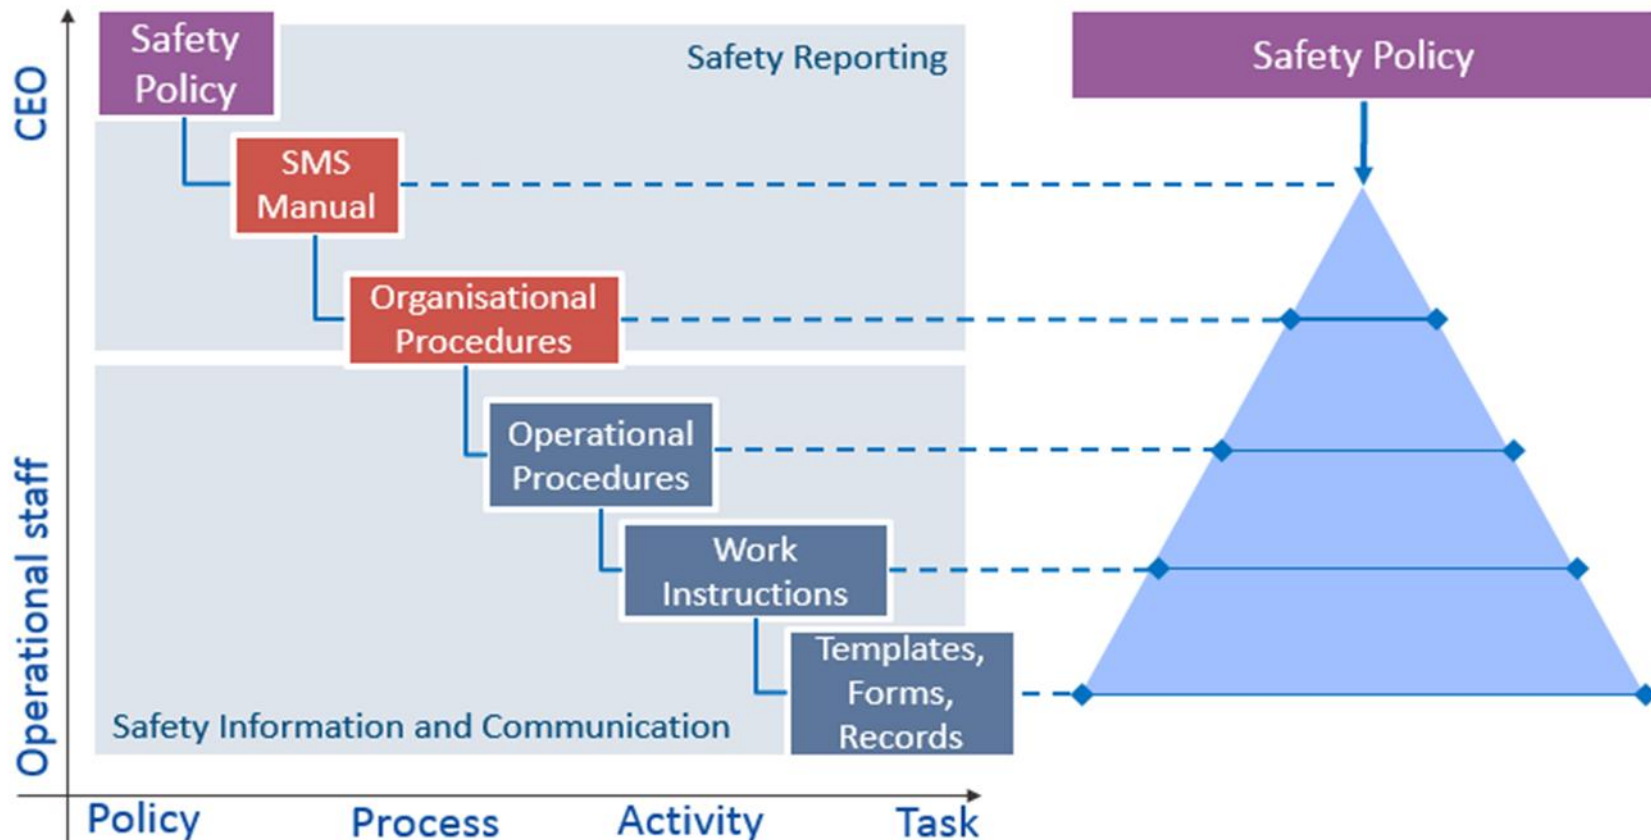 CEO
Operational staff
Safety
Policy
Safety Reporting
Safety Policy
SMS
Manual
Organisational
Procedures
Operational
Procedures
Work
Instructions
Templates,
Forms,
Records
Safety Information and Communication
Policy
Process
Activity
Task